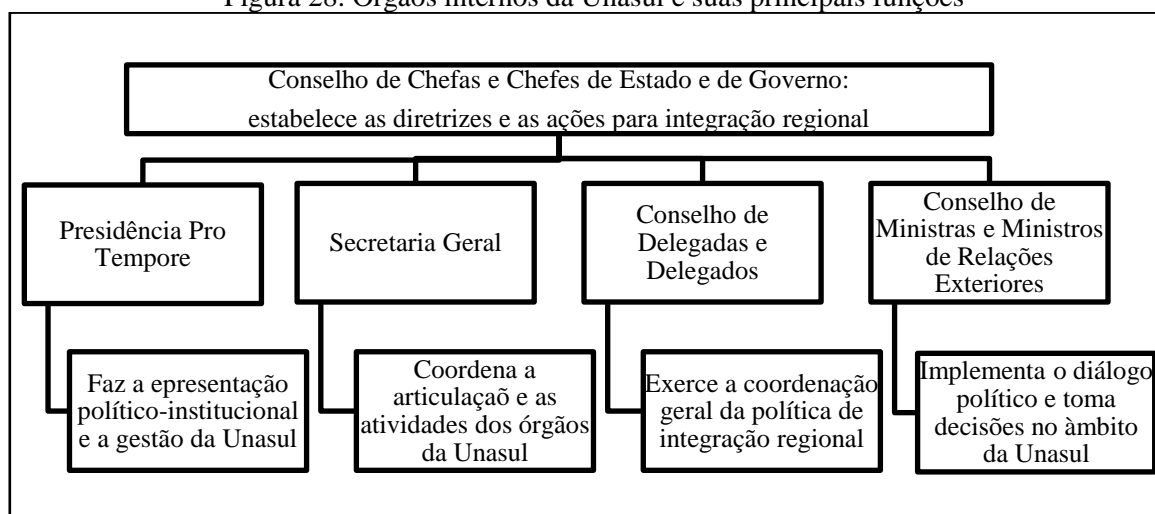 Figura 28: Órgãos internos da Unasul e suas principais funções
Conselho de Chefas e Chefes de Estado e de Governo:
estabelece as diretrizes e as ações para integração regional
Presidência Pro
Tempore
Secretaria Geral
Conselho de
Delegadas e
Delegados
Conselho de
Ministras e Ministros
de Relações
Exteriores
Faz a epresentação
político-institucional
e a gestão da Unasul
Coordena a
articulaçaõ e as
atividades dos órgãos
da Unasul
Exerce a coordenação
geral da política de
integração regional
Implementa o diálogo
político e toma
decisões no àmbito
da Unasul